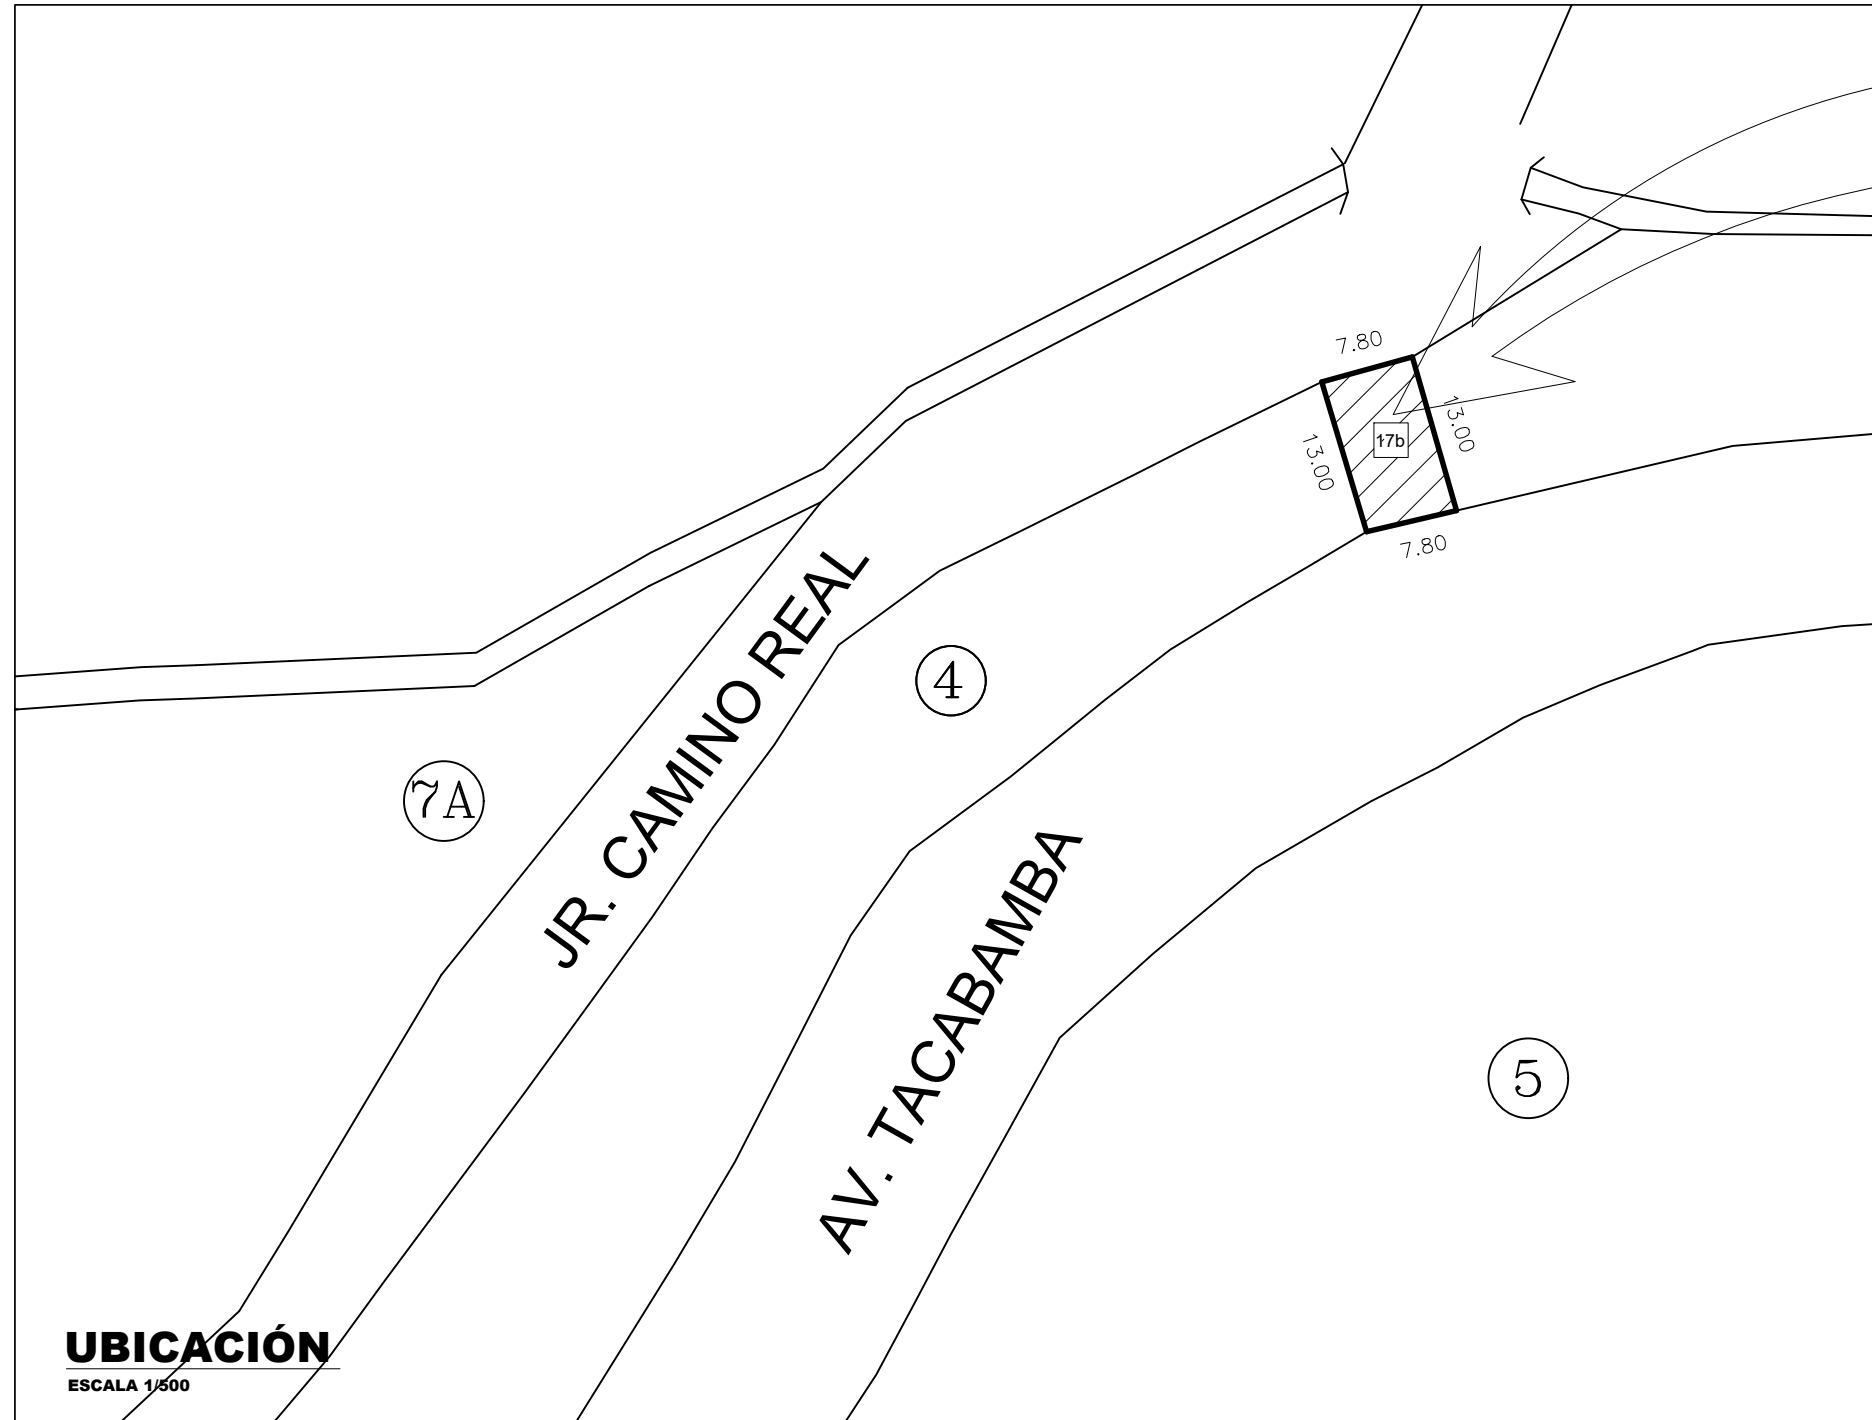 7.80
13.00
17b
13.00
7.80
JR. CAMINO REAL
4
7A
AV. TACABAMBA
5
UBICACIÓN
ESCALA 1/500